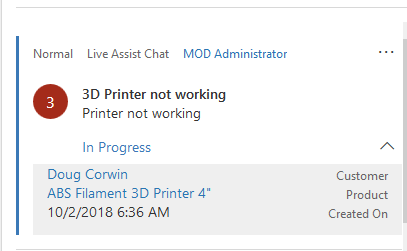 Normal Live Assist Chat MOD Administrator ...
3 3D Printer not working
Printer not working
In Progress
Doug Corwin Customer
ABS Filament 3D Printer 4" Product
10/2/2018 6:36 AM Created On